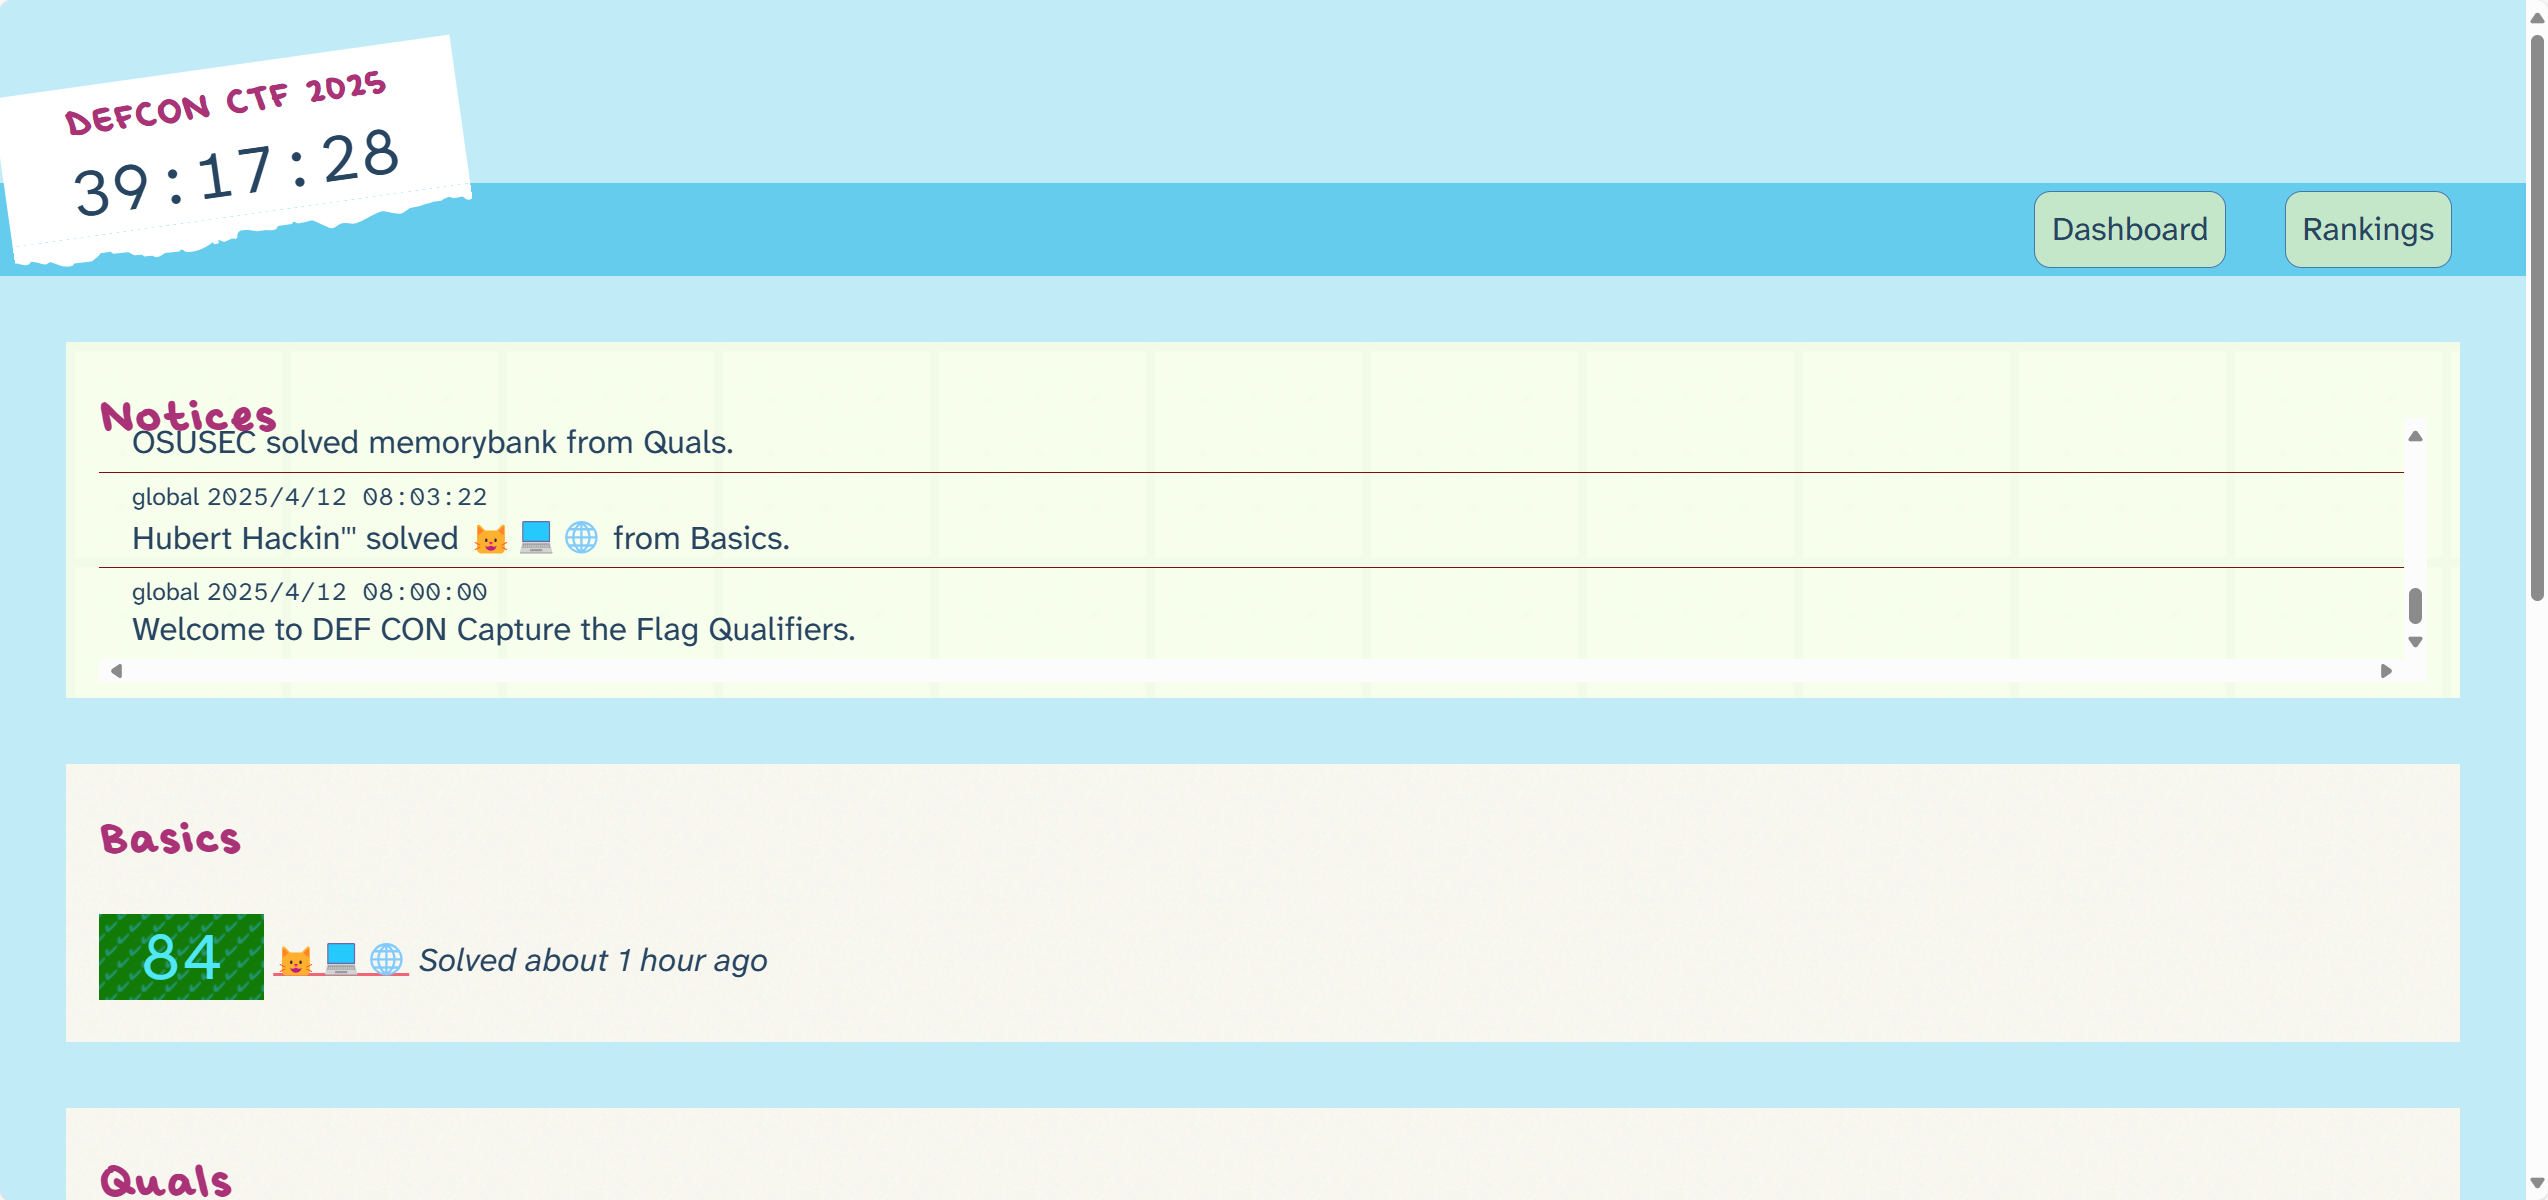 DEFCON CTF 2025
39:17:28
Dashboard
Rankings
Notices
OSUSEC solved memorybank from Quals.
global 2025/4/12 08:03:22
Hubert Hackin''' solved 😺 💻 🌐 from Basics.
global 2025/4/12 08:00:00
Welcome to DEF CON Capture the Flag Qualifiers.
Basics
84 😺 💻 🌐 Solved about 1 hour ago
Quals